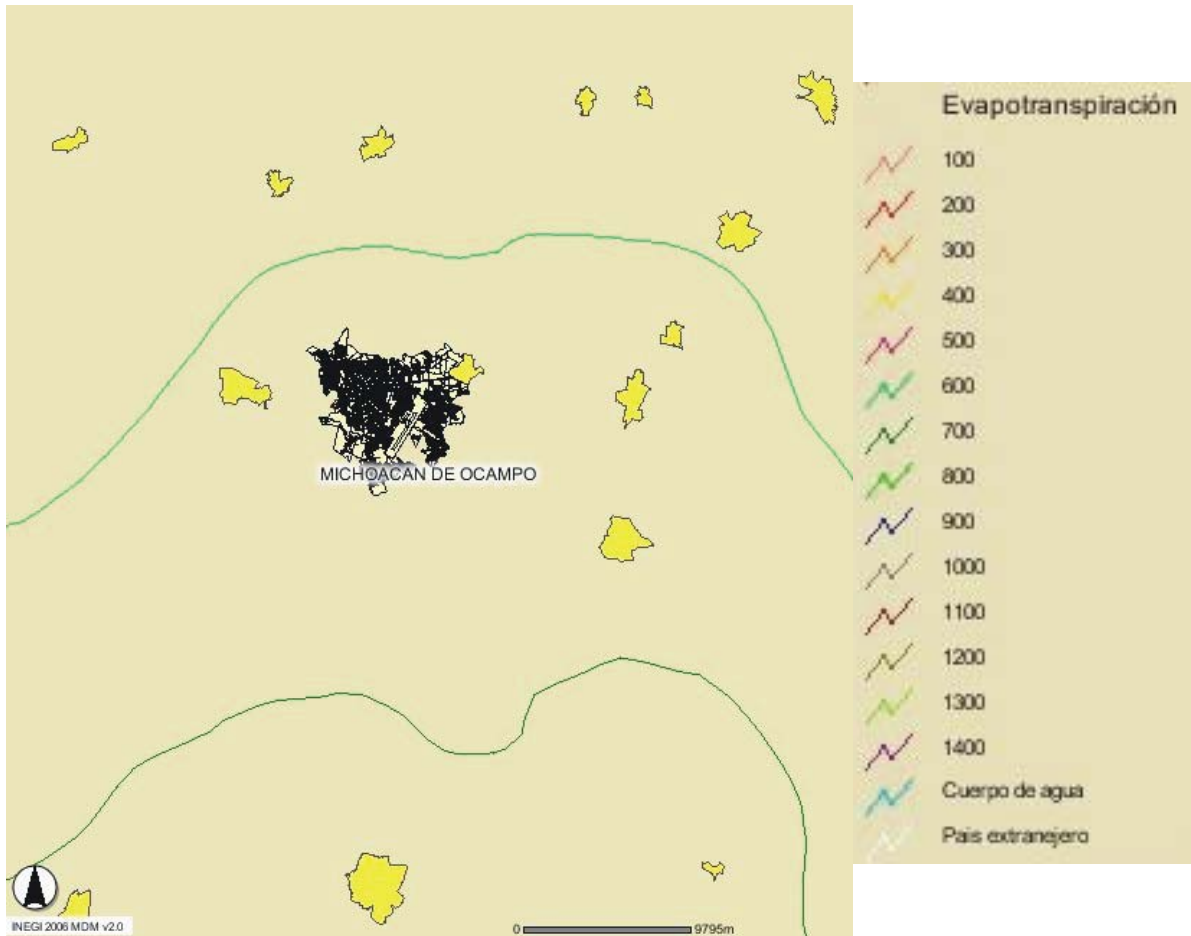 MICHOACAN DE OCAMPO
INEGI 2006 MDM v2.0
0 9795m
Evapotranspiración
100
200
300
400
500
600
700
800
900
1000
1100
1200
1300
1400
Cuerpo de agua
Pais extranejero